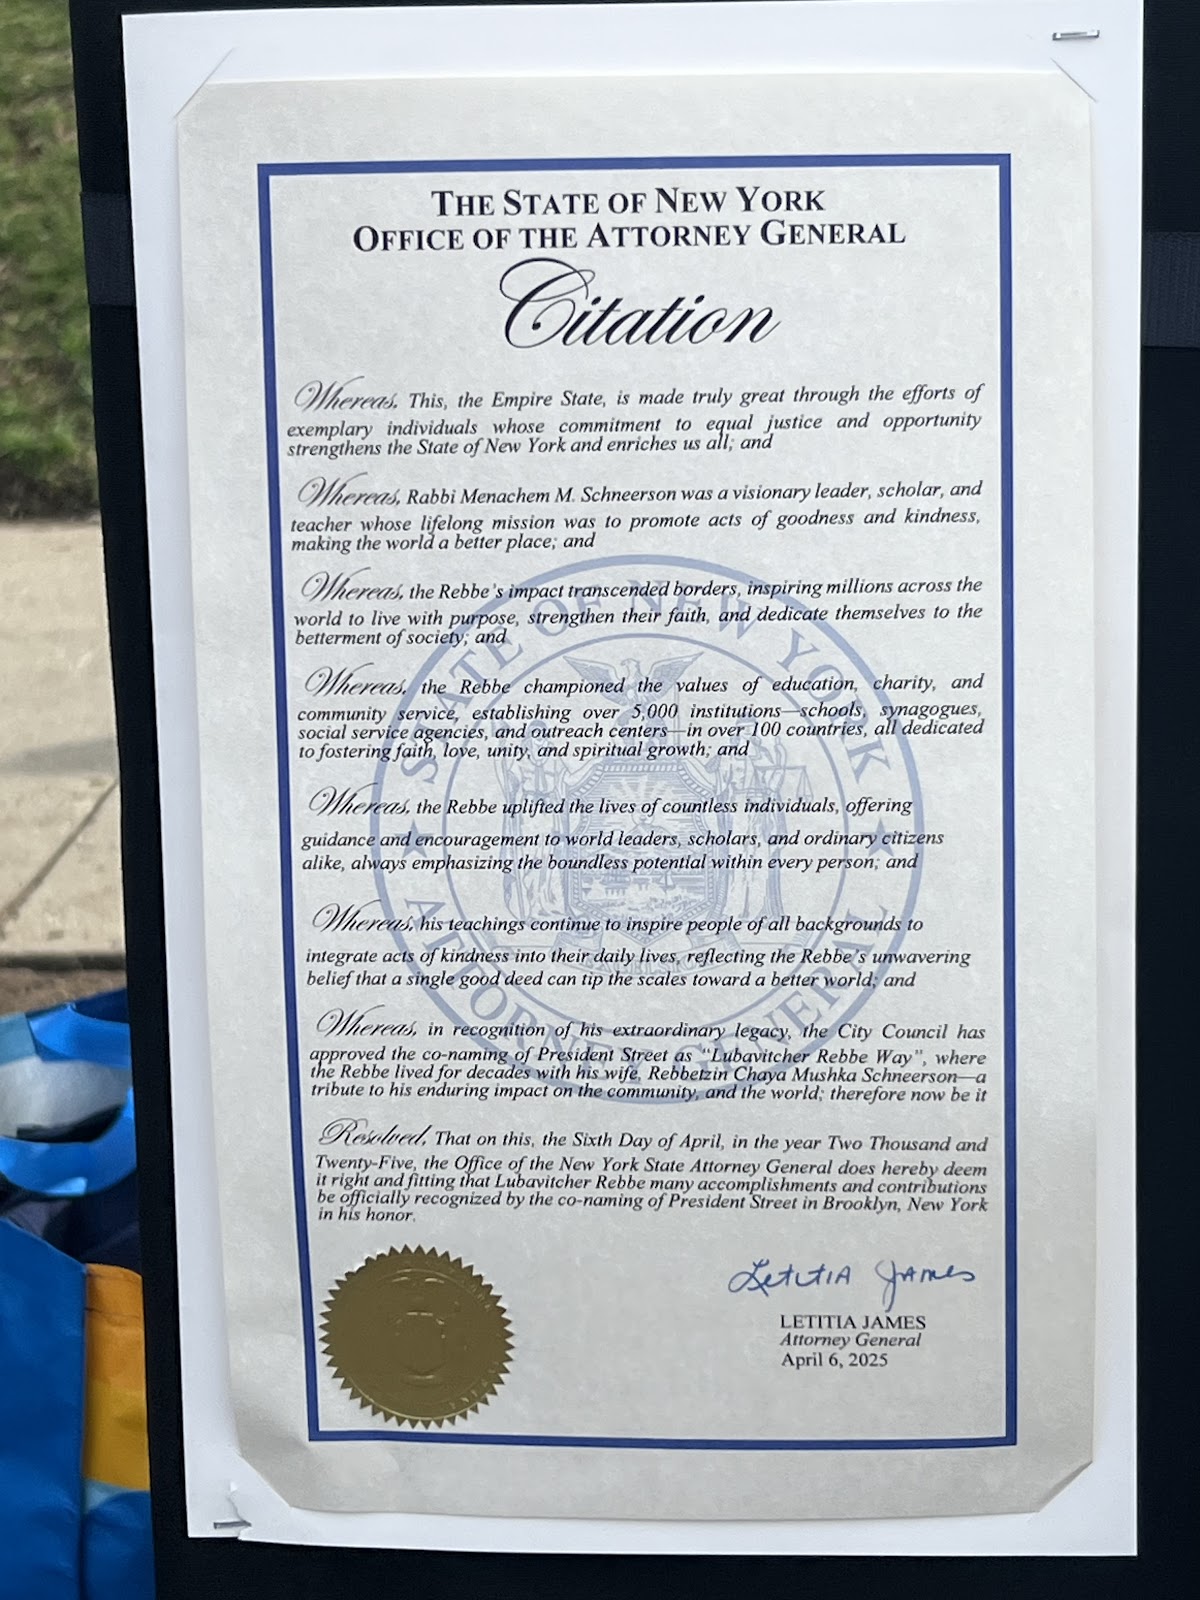 THE STATE OF NEW YORK
OFFICE OF THE ATTORNEY GENERAL
Citation
Whereas, This, the Empire State, is made truly great through the efforts of
exemplary individuals whose commitment to equal justice and opportunity
strengthens the State of New York and enriches us all; and
Whereas, Rabbi Menachem M. Schneerson was a visionary leader, scholar, and
teacher whose lifelong mission was to promote acts of goodness and kindness,
making the world a better place; and
Whereas, the Rebbe's impact transcended borders, inspiring millions across the
world to live with purpose, strengthen their faith, and dedicate themselves to the
betterment of society; and
Whereas, the Rebbe championed the values of education, charity, and
community service, establishing over 5,000 institutions—schools, synagogues,
social service agencies, and outreach centers—in over 100 countries, all dedicated
to fostering faith, love, unity, and spiritual growth; and
Whereas, the Rebbe uplifted the lives of countless individuals, offering
guidance and encouragement to world leaders, scholars, and ordinary citizens
alike, always emphasizing the boundless potential within every person; and
Whereas, his teachings continue to inspire people of all backgrounds to
integrate acts of kindness into their daily lives, reflecting the Rebbe's unwavering
belief that a single good deed can tip the scales toward a better world; and
Whereas, in recognition of his extraordinary legacy, the City Council has
approved the co-naming of President Street as "Lubavitcher Rebbe Way", where
the Rebbe lived for decades with his wife, Rebbetzin Chaya Mushka Schneerson—a
tribute to his enduring impact on the community, and the world; therefore now be it
Resolved, That on this, the Sixth Day of April, in the year Two Thousand and
Twenty-Five, the Office of the New York State Attorney General does hereby deem
it right and fitting that Lubavitcher Rebbe many accomplishments and contributions
be officially recognized by the co-naming of President Street in Brooklyn, New York
in his honor.
STATE OF NEW YORK
ATTORNEY GENERAL
EXCELSIOR
Letitia James
LETITIA JAMES
Attorney General
April 6, 2025